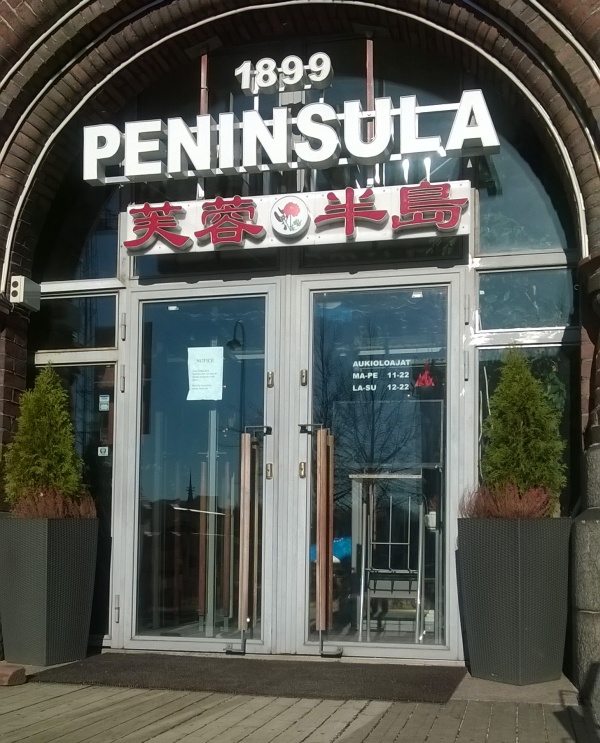 1899
PENINSULA
芙蓉半島
NOTICE
AUKIOLOAJAT
MA-PE 11-22
LA-SU 12-22